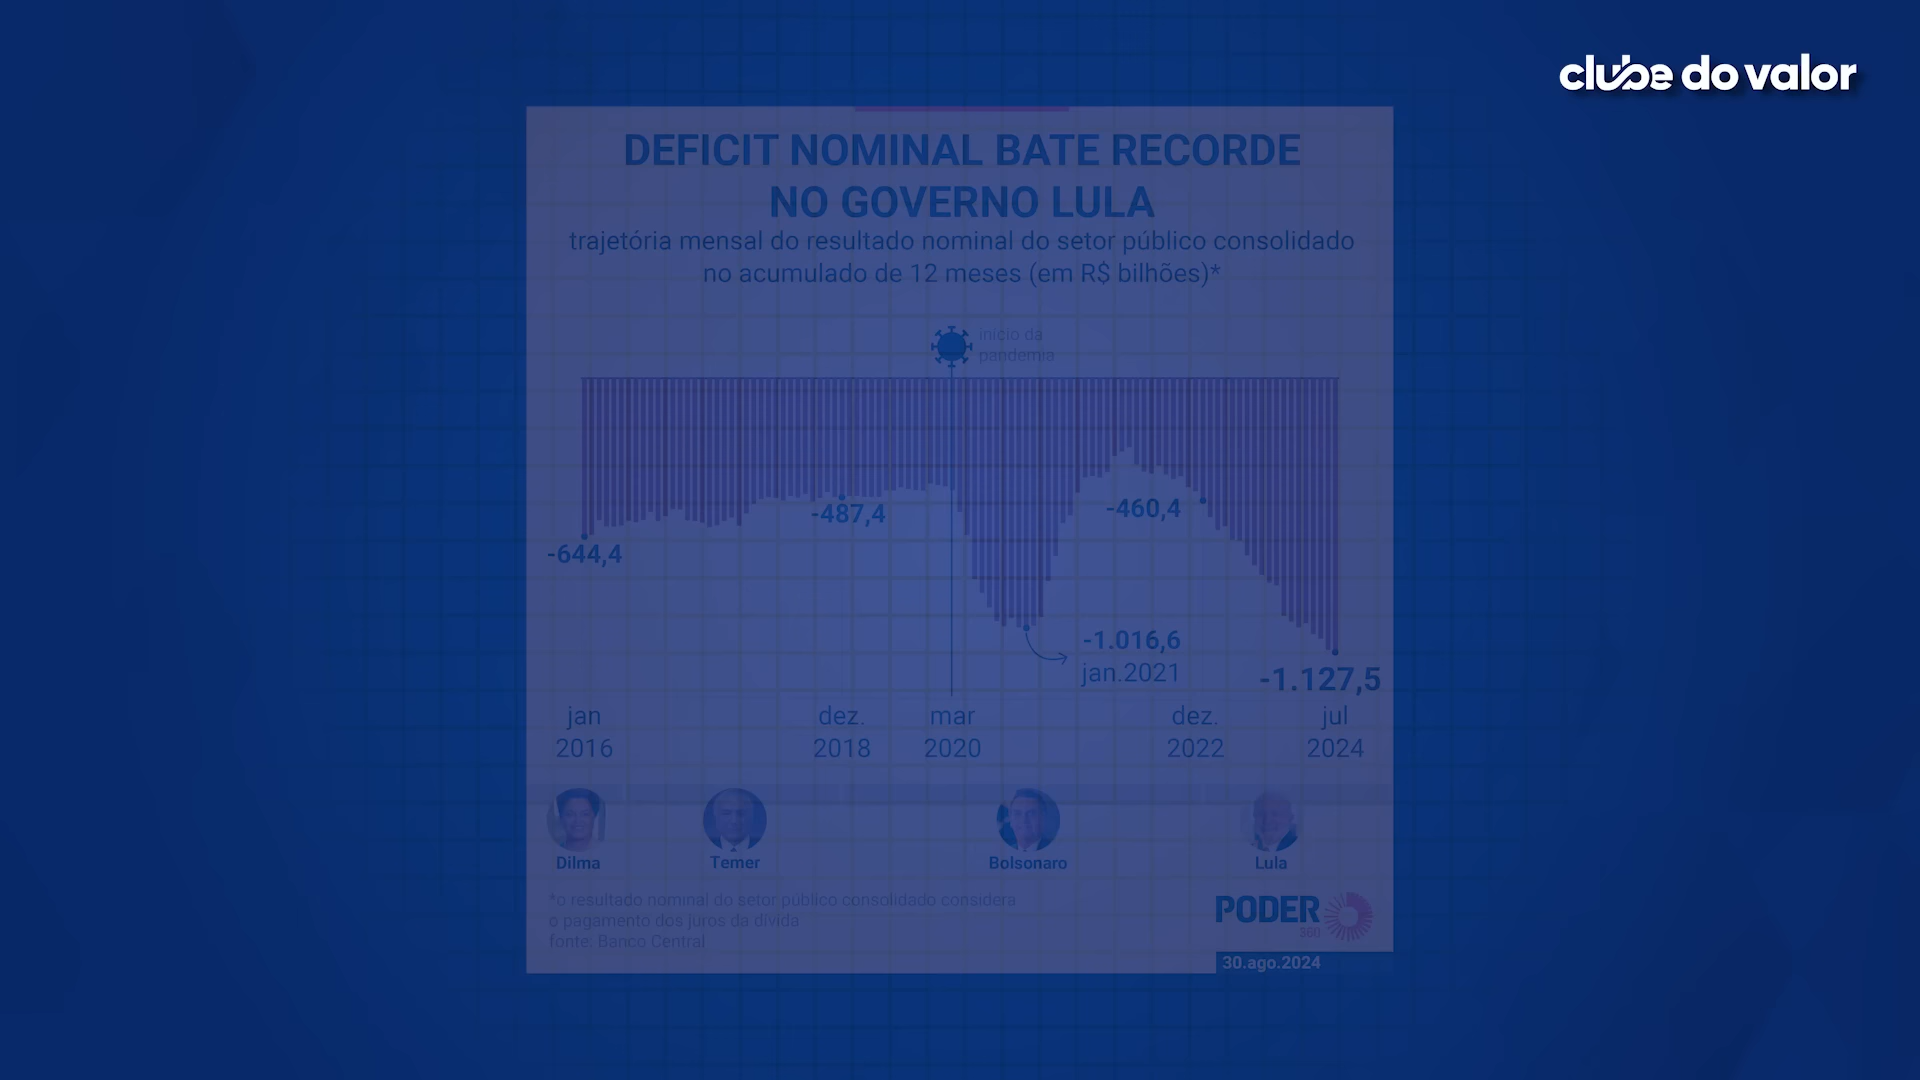 clube do valor
DEFICIT NOMINAL BATE RECORDE
NO GOVERNO LULA
trajetória mensal do resultado nominal do setor público consolidado
no acumulado de 12 meses (em R$ bilhões)*
início da
pandemia
-487,4
-460,4
-644,4
-1.016,6
jan.2021
-1.127,5
jan
2016
dez.
2018
mar
2020
dez.
2022
jul
2024
Dilma
Temer
Bolsonaro
Lula
*o resultado nominal do setor público consolidado considera
o pagamento dos juros da dívida
fonte: Banco Central
PODER
360
30.ago.2024